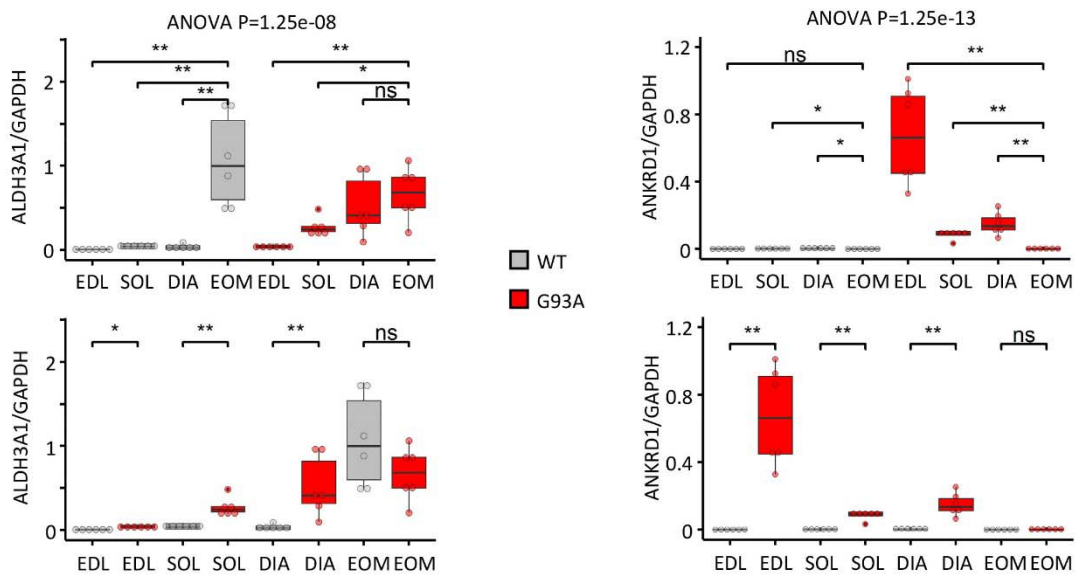 ANOVA P=1.25e-08
ALDH3A1/GAPDH
2
1
0
**
**
**
**
*
ns
EDL SOL DIA EOM EDL SOL DIA EOM
ANOVA P=1.25e-13
ANKRD1/GAPDH
1.2
0.8
0.4
0
ns
*
*
**
**
**
EDL SOL DIA EOM EDL SOL DIA EOM
WT
G93A
ALDH3A1/GAPDH
2
1
0
*
**
**
ns
EDL EDL SOL SOL DIA DIA EOM EOM
ANKRD1/GAPDH
1.2
0.8
0.4
0
**
**
**
ns
EDL EDL SOL SOL DIA DIA EOM EOM